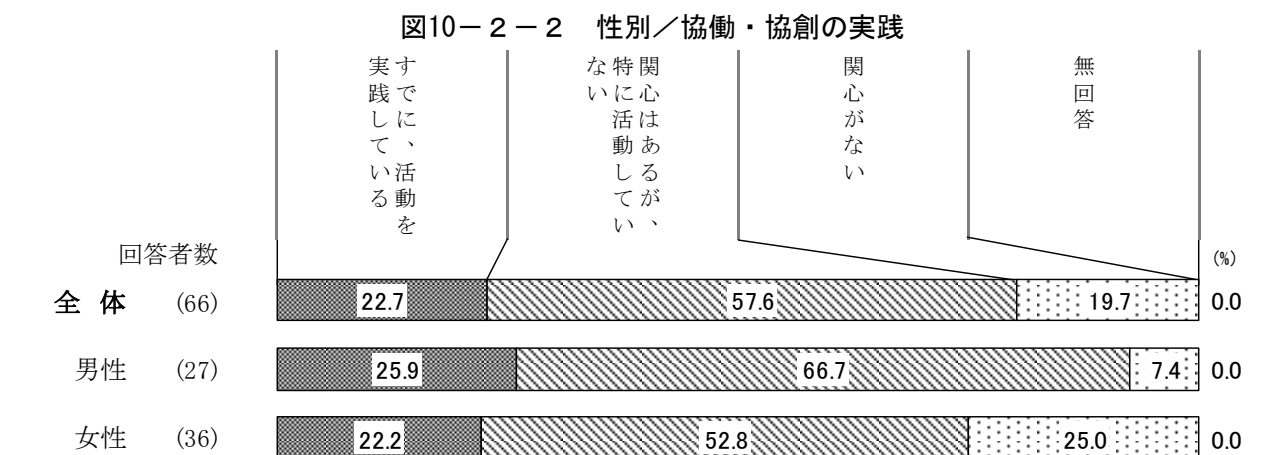 図10－２－２　性別／協働・協創の実践
すでに、活動を
実践している
関心はあるが、
特に活動してい
ない
関心がない
無回答
回答者数
(%)
全 体 (66) 22.7 57.6 19.7 0.0
男性 (27) 25.9 66.7 7.4 0.0
女性 (36) 22.2 52.8 25.0 0.0